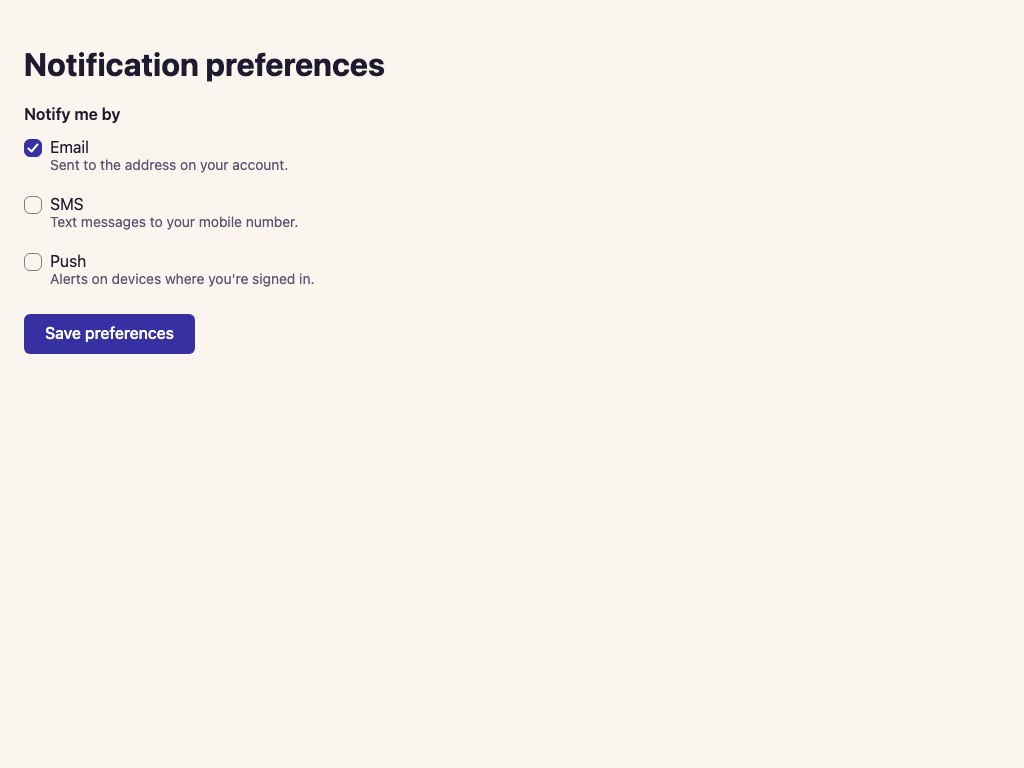 Notification preferences
Notify me by
Email
Sent to the address on your account.
SMS
Text messages to your mobile number.
Push
Alerts on devices where you're signed in.
Save preferences